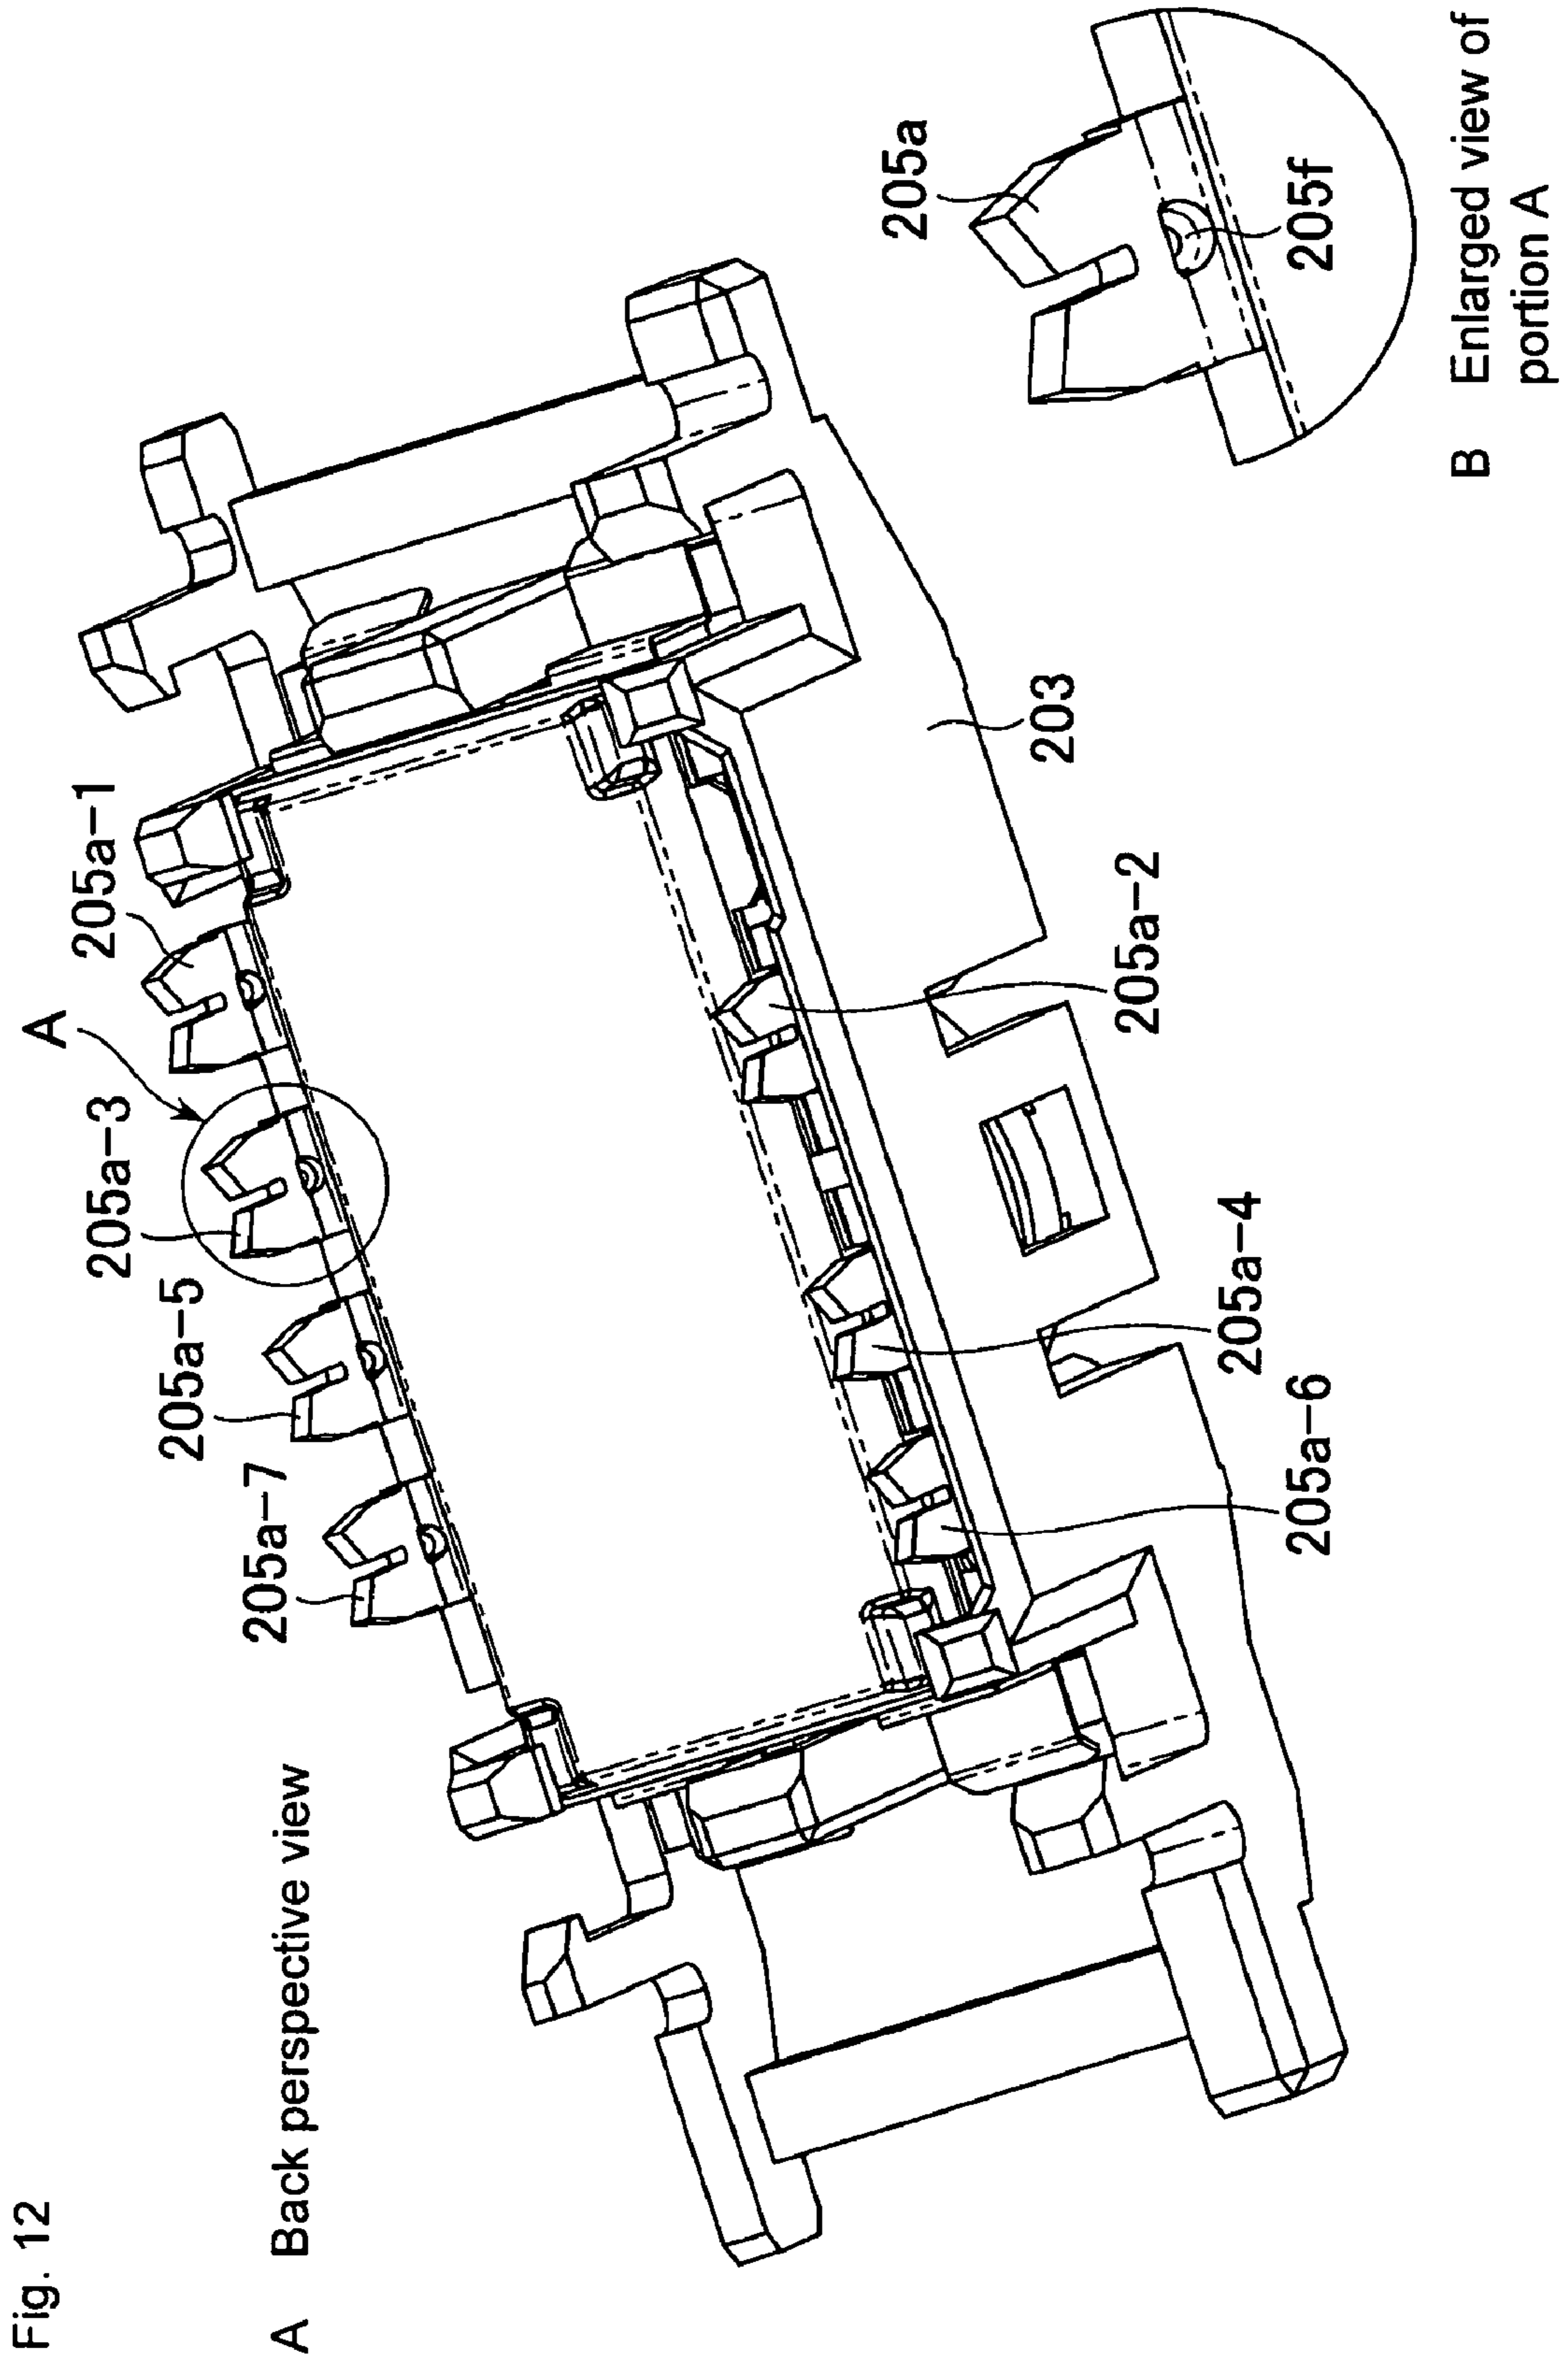 Fig. 12
A Back perspective view
A
205a-7
205a-5
205a-3
205a-1
205a-6
205a-4
205a-2
203
205a
205f
B Enlarged view of
portion A